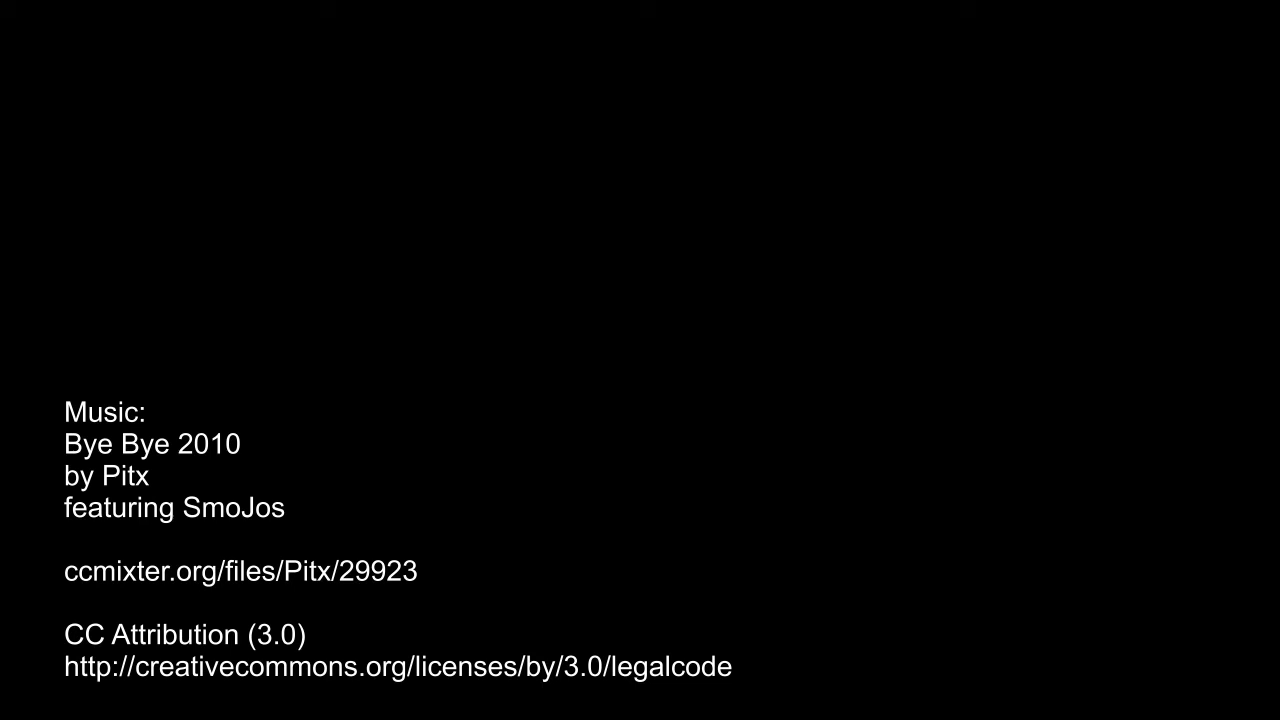 Music:
Bye Bye 2010
by Pitx
featuring SmoJos
ccmixter.org/files/Pitx/29923
CC Attribution (3.0)
http://creativecommons.org/licenses/by/3.0/legalcode